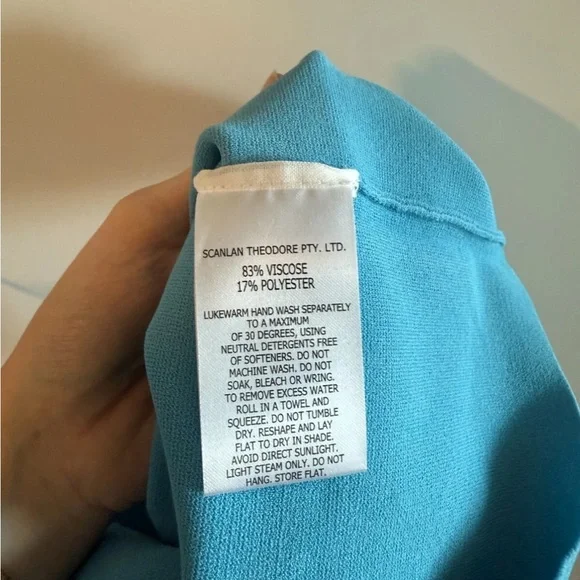 SCANLAN THEODORE PTY. LTD.
83% VISCOSE
17% POLYESTER
LUKEWARM HAND WASH SEPARATELY
TO A MAXIMUM
OF 30 DEGREES, USING
NEUTRAL DETERGENTS FREE
OF SOFTENERS. DO NOT
MACHINE WASH. DO NOT
SOAK, BLEACH OR WRING.
TO REMOVE EXCESS WATER
ROLL IN A TOWEL AND
SQUEEZE. DO NOT TUMBLE
DRY. RESHAPE AND LAY
FLAT TO DRY IN SHADE.
AVOID DIRECT SUNLIGHT.
LIGHT STEAM ONLY. DO NOT
HANG. STORE FLAT.